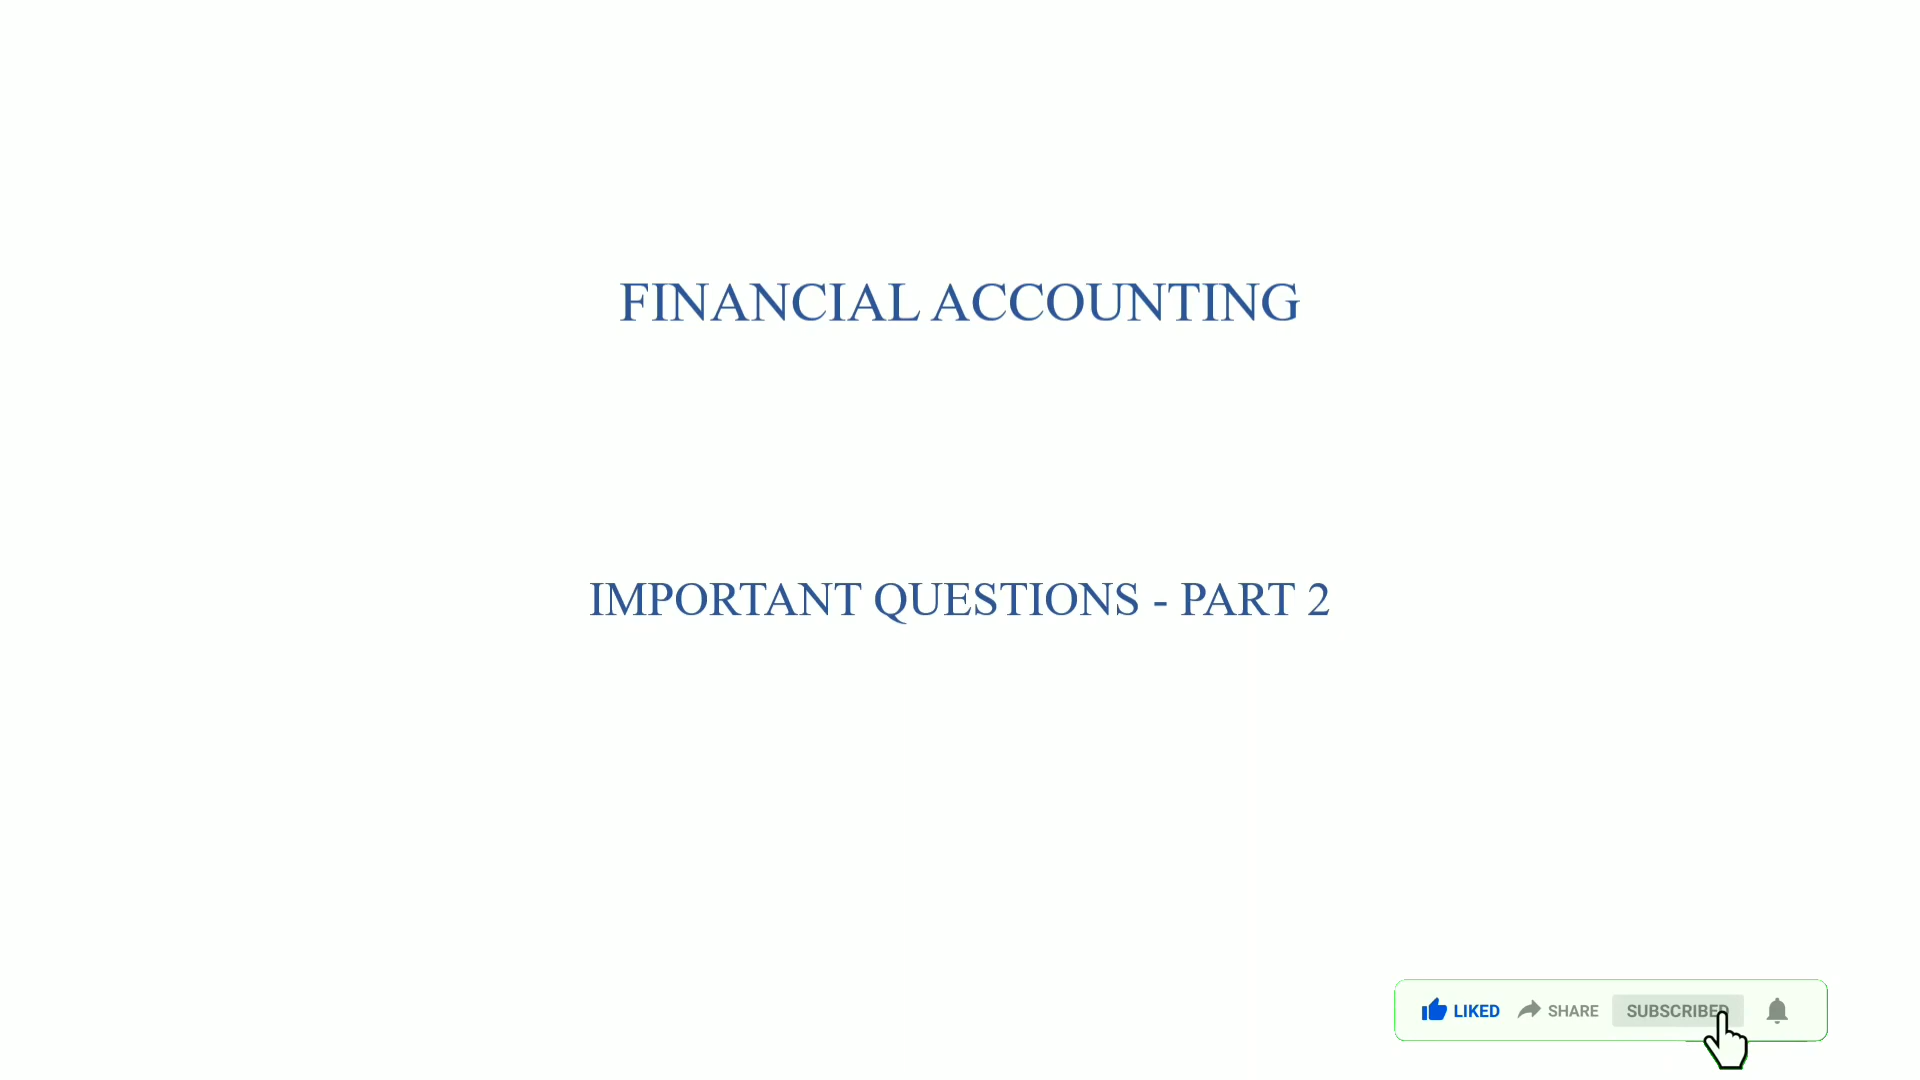 FINANCIAL ACCOUNTING
IMPORTANT QUESTIONS - PART 2
LIKED SHARE SUBSCRIBED